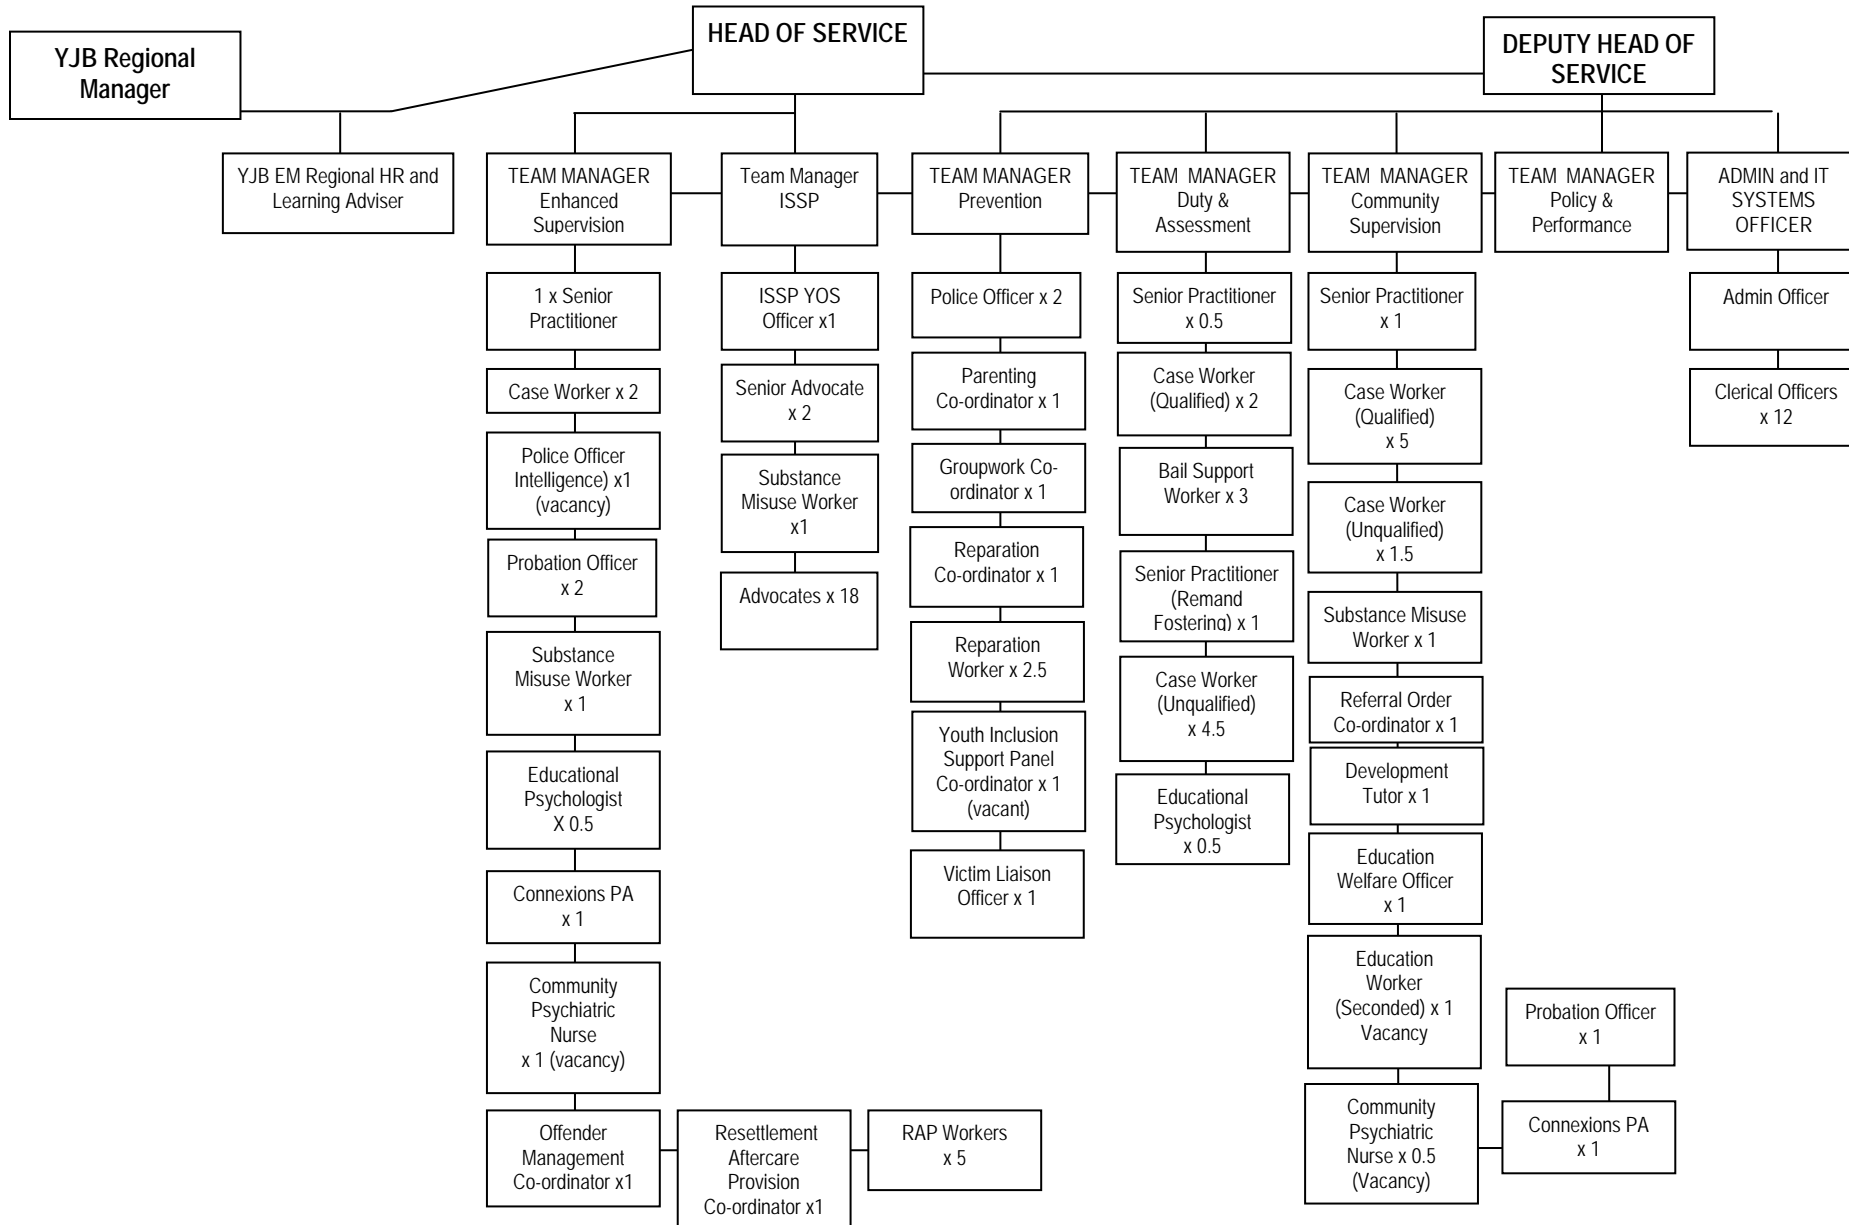 YJB Regional
Manager
HEAD OF SERVICE
DEPUTY HEAD OF
SERVICE
YJB EM Regional HR and
Learning Adviser
TEAM MANAGER
Enhanced
Supervision
Team Manager
ISSP
TEAM MANAGER
Prevention
TEAM MANAGER
Duty &
Assessment
TEAM MANAGER
Community
Supervision
TEAM MANAGER
Policy &
Performance
ADMIN and IT
SYSTEMS
OFFICER
1 x Senior
Practitioner
Case Worker x 2
Police Officer
Intelligence) x1
(vacancy)
Probation Officer
x 2
Substance
Misuse Worker
x 1
Educational
Psychologist
X 0.5
Connexions PA
x 1
Community
Psychiatric
Nurse
x 1 (vacancy)
Offender
Management
Co-ordinator x1
Resettlement
Aftercare
Provision
Co-ordinator x1
RAP Workers
x 5
ISSP YOS
Officer x1
Senior Advocate
x 2
Substance
Misuse Worker
x1
Advocates x 18
Police Officer x 2
Parenting
Co-ordinator x 1
Groupwork Co-
ordinator x 1
Reparation
Co-ordinator x 1
Reparation
Worker x 2.5
Youth Inclusion
Support Panel
Co-ordinator x 1
(vacant)
Victim Liaison
Officer x 1
Senior Practitioner
x 0.5
Case Worker
(Qualified) x 2
Bail Support
Worker x 3
Senior Practitioner
(Remand
Fostering) x 1
Case Worker
(Unqualified)
x 4.5
Educational
Psychologist
x 0.5
Senior Practitioner
x 1
Case Worker
(Qualified)
x 5
Case Worker
(Unqualified)
x 1.5
Substance Misuse
Worker x 1
Referral Order
Co-ordinator x 1
Development
Tutor x 1
Education
Welfare Officer
x 1
Education
Worker
(Seconded) x 1
Vacancy
Community
Psychiatric
Nurse x 0.5
(Vacancy)
Connexions PA
x 1
Probation Officer
x 1
Admin Officer
Clerical Officers
x 12